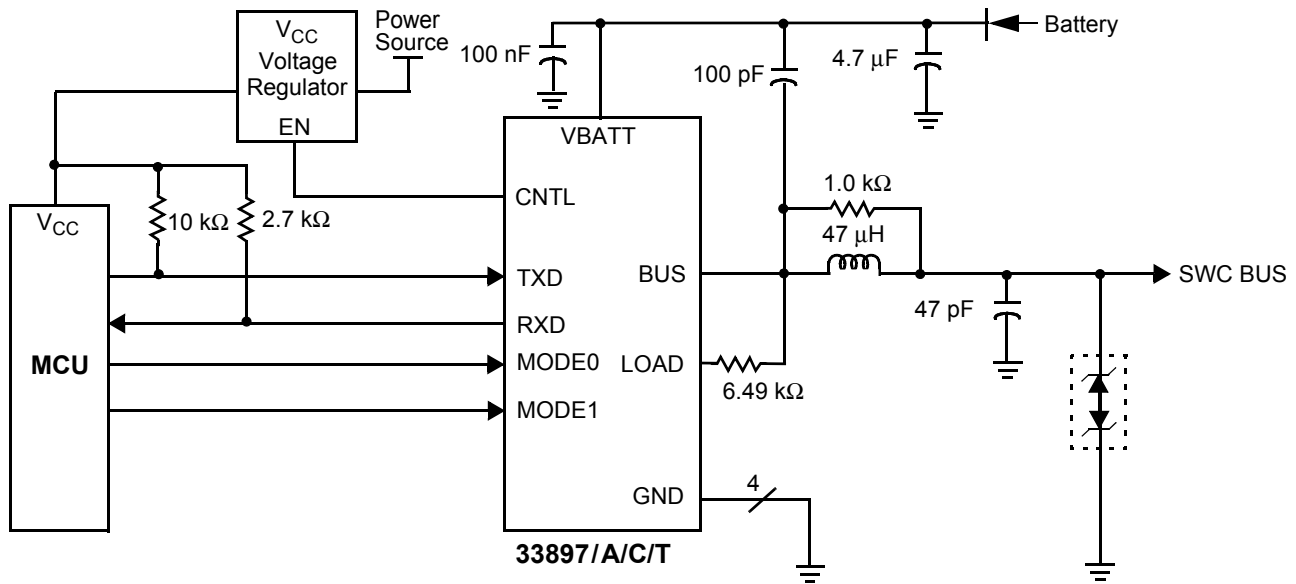 V_CC
Voltage
Regulator
EN
Power
Source
100 nF
100 pF
4.7 μF
Battery
VBATT
CNTL
V_CC
10 kΩ
2.7 kΩ
1.0 kΩ
47 μH
TXD
BUS
SWC BUS
47 pF
RXD
MCU
MODE0
LOAD
6.49 kΩ
MODE1
GND
4
33897/A/C/T